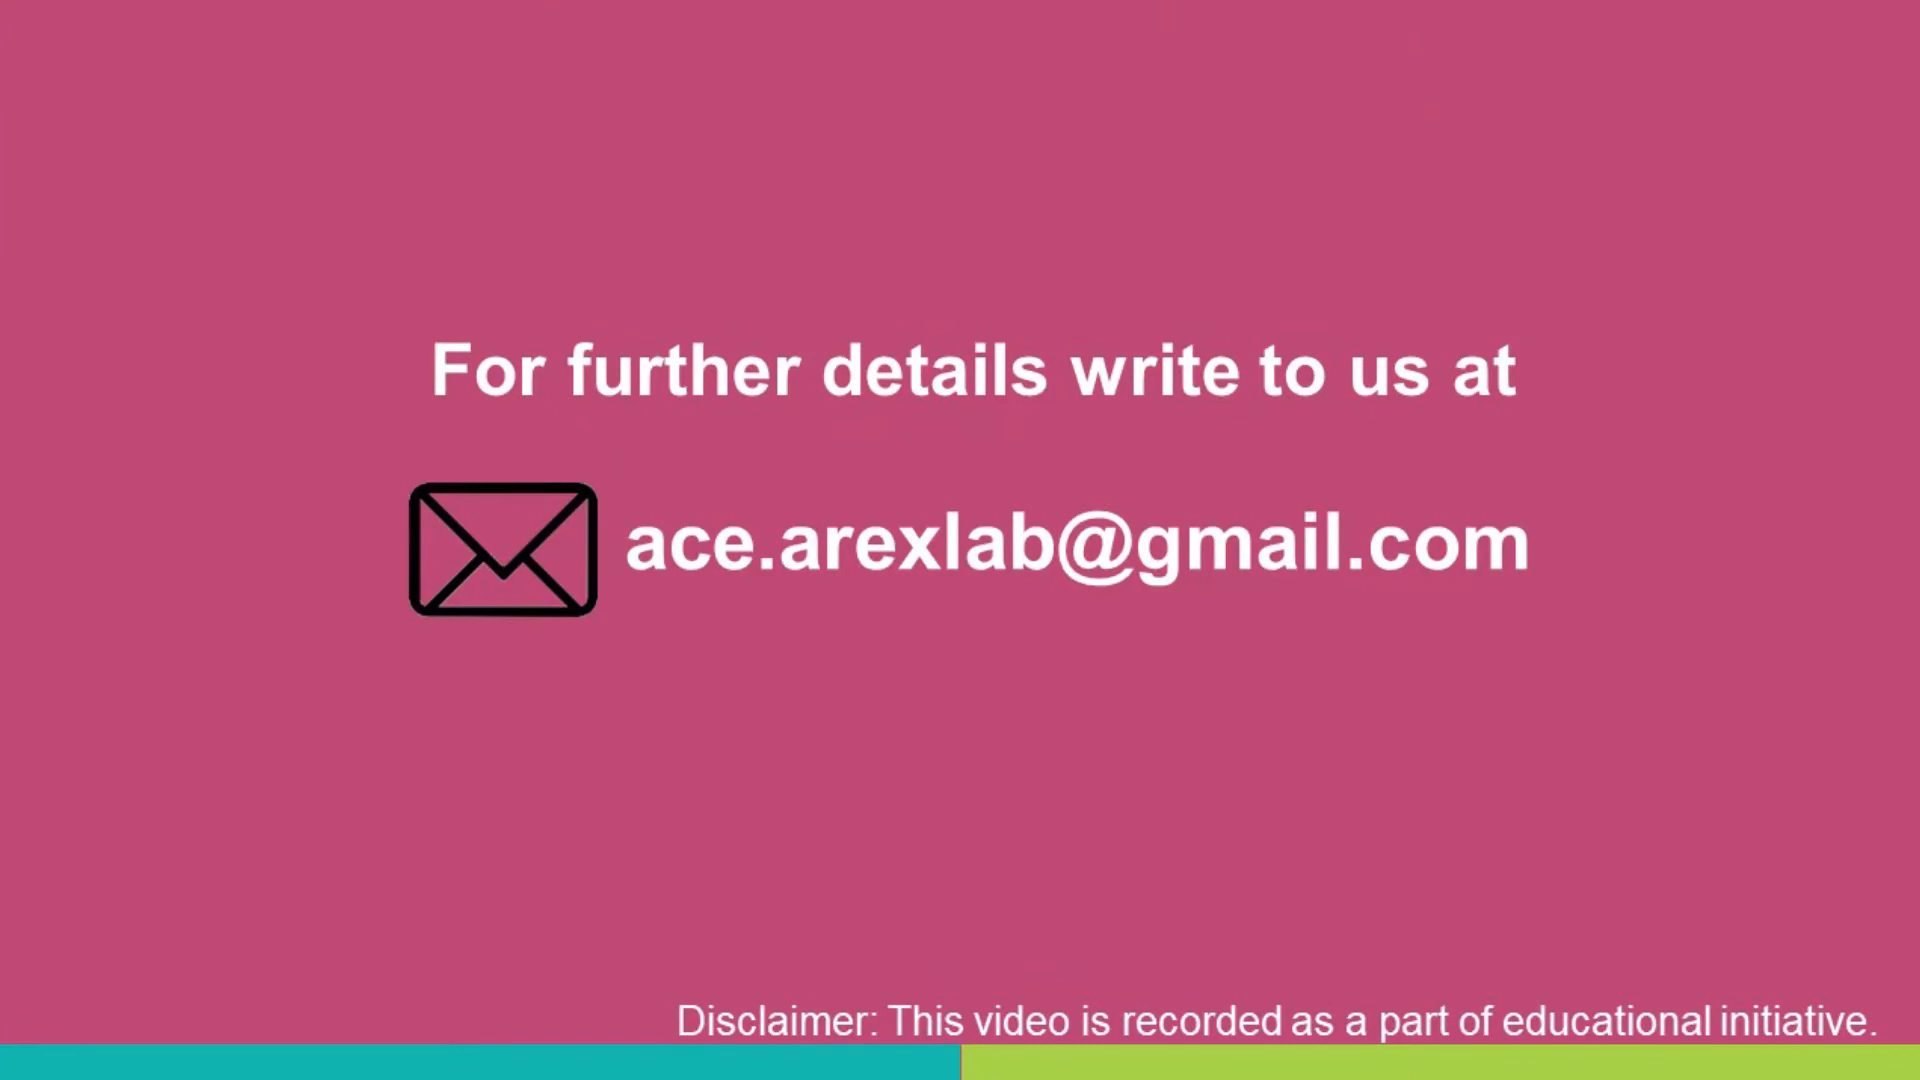 For further details write to us at
ace.arexlab@gmail.com
Disclaimer: This video is recorded as a part of educational initiative.